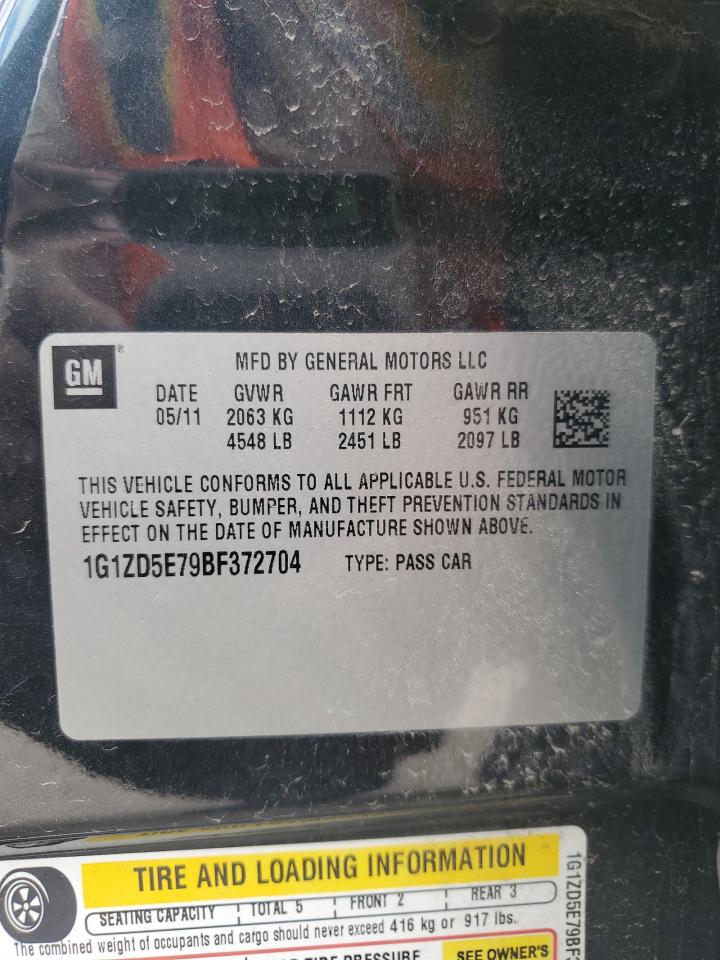 GM
MFD BY GENERAL MOTORS LLC
DATE GVWR GAWR FRT GAWR RR
05/11 2063 KG 1112 KG 951 KG
4548 LB 2451 LB 2097 LB
THIS VEHICLE CONFORMS TO ALL APPLICABLE U.S. FEDERAL MOTOR
VEHICLE SAFETY, BUMPER, AND THEFT PREVENTION STANDARDS IN
EFFECT ON THE DATE OF MANUFACTURE SHOWN ABOVE.
1G1ZD5E79BF372704 TYPE: PASS CAR
TIRE AND LOADING INFORMATION
SEATING CAPACITY TOTAL 5 FRONT 2 REAR 3
The combined weight of occupants and cargo should never exceed 416 kg or 917 lbs.
TIRE PRESSURE SEE OWNER'S
1G1ZD5E79BF3